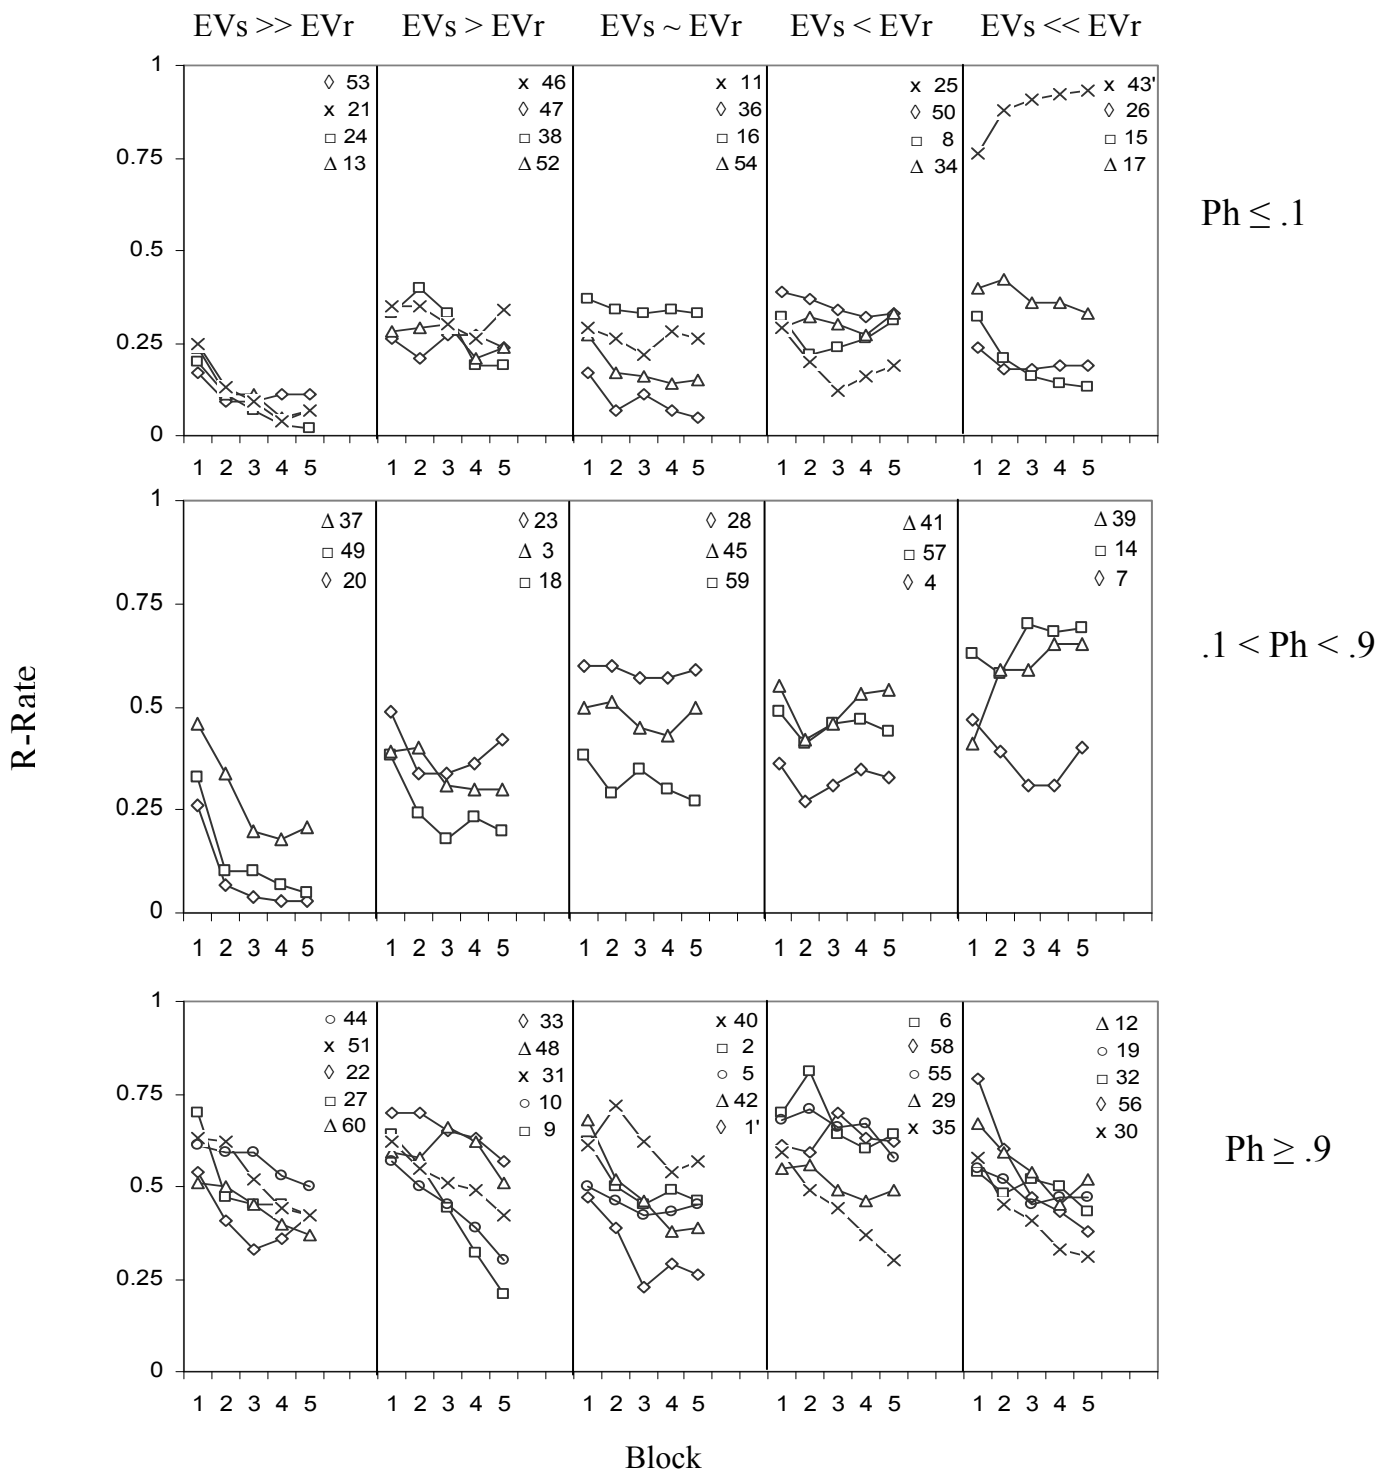 EVs >> EVr EVs > EVr EVs ~ EVr EVs < EVr EVs << EVr
1
◊ 53 x 46 x 11 x 25 x 43'
x 21 ◊ 47 ◊ 36 ◊ 50 ◊ 26
□ 24 □ 38 □ 16 □ 8 □ 15
Δ 13 Δ 52 Δ 54 Δ 34 Δ 17
0.75
Ph ≤ .1
0.5
0.25
0
1 2 3 4 5 1 2 3 4 5 1 2 3 4 5 1 2 3 4 5 1 2 3 4 5
1
Δ 37 ◊ 23 ◊ 28 Δ 41 Δ 39
□ 49 Δ 3 Δ 45 □ 57 □ 14
◊ 20 □ 18 □ 59 ◊ 4 ◊ 7
0.75
.1 < Ph < .9
R-Rate
0.5
0.25
0
1 2 3 4 5 1 2 3 4 5 1 2 3 4 5 1 2 3 4 5 1 2 3 4 5
1
○ 44 ◊ 33 x 40 □ 6 Δ 12
x 51 Δ 48 □ 2 ◊ 58 ○ 19
◊ 22 x 31 ○ 5 ○ 55 □ 32
□ 27 ○ 10 Δ 42 Δ 29 ◊ 56
Δ 60 □ 9 ◊ 1' x 35 x 30
0.75
Ph ≥ .9
0.5
0.25
0
1 2 3 4 5 1 2 3 4 5 1 2 3 4 5 1 2 3 4 5 1 2 3 4 5
Block